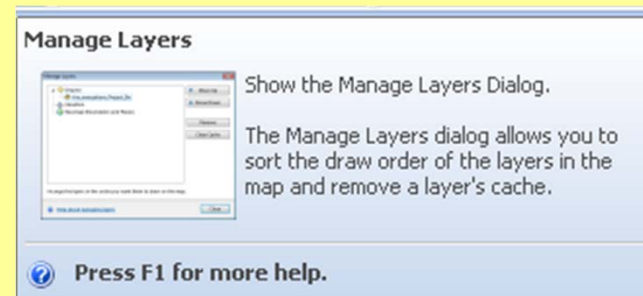 Manage Layers
Show the Manage Layers Dialog.
The Manage Layers dialog allows you to
sort the draw order of the layers in the
map and remove a layer's cache.
Press F1 for more help.